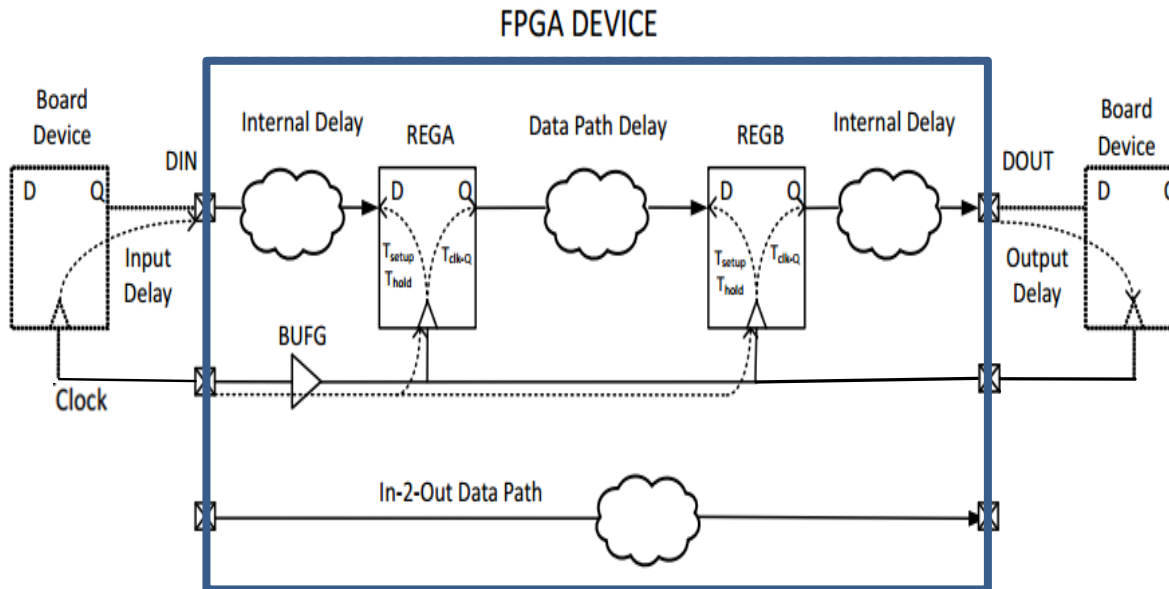 FPGA DEVICE
Board
Device
D Q
DIN
Internal Delay
REGA
D Q
Tsetup
Thold
Tclk-Q
Data Path Delay
REGB
D Q
Tsetup
Thold
Tclk-Q
Internal Delay
DOUT
Board
Device
D
Input
Delay
Output
Delay
BUFG
Clock
In-2-Out Data Path